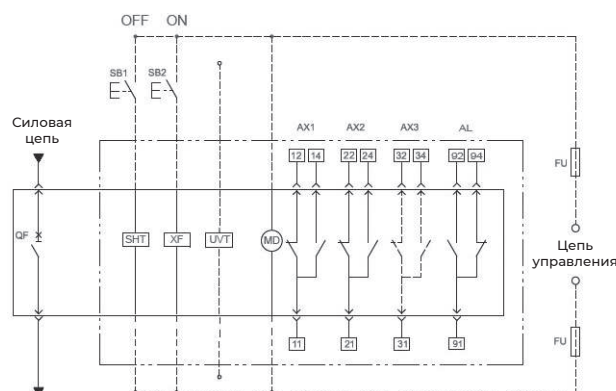 OFF ON
SB1 SB2
Силовая
цепь
AX1 AX2 AX3 AL
12 14 22 24 32 34 92 94
FU
QF SHT XF UVT MD
Цепь
управления
11 21 31 91
FU